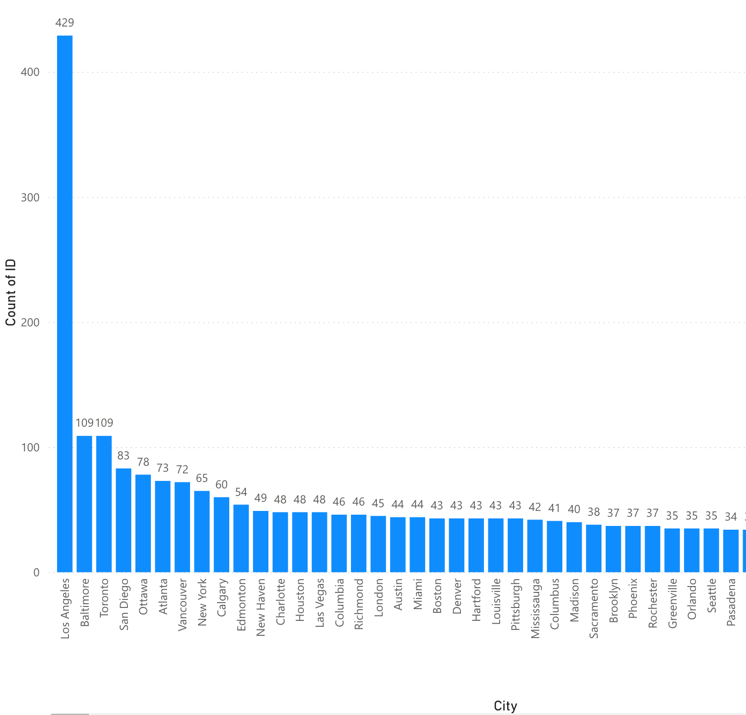 429
400
300
Count of ID
200
109 109
100
83
78
73
72
65
60
54
49
48
48
48
46
46
45
44
44
43
43
43
43
43
42
41
40
38
37
37
37
35
35
35
34
0
Los Angeles
Baltimore
Toronto
San Diego
Ottawa
Atlanta
Vancouver
New York
Calgary
Edmonton
New Haven
Charlotte
Houston
Las Vegas
Columbia
Richmond
London
Austin
Miami
Boston
Denver
Hartford
Louisville
Pittsburgh
Mississauga
Columbus
Madison
Sacramento
Brooklyn
Phoenix
Rochester
Greenville
Orlando
Seattle
Pasadena
City